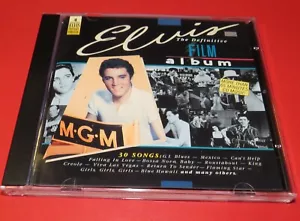 Elvis
The Definitive
FILM
album
M-G-M
30 SONGS: G.I. Blues - Mexico - Can't Help
Falling In Love - Bossa Nova Baby - Roustabout - King
Creole - Viva Las Vegas - Return To Sender - Flaming Star -
Girls, Girls, Girls - Blue Hawaii and many others.